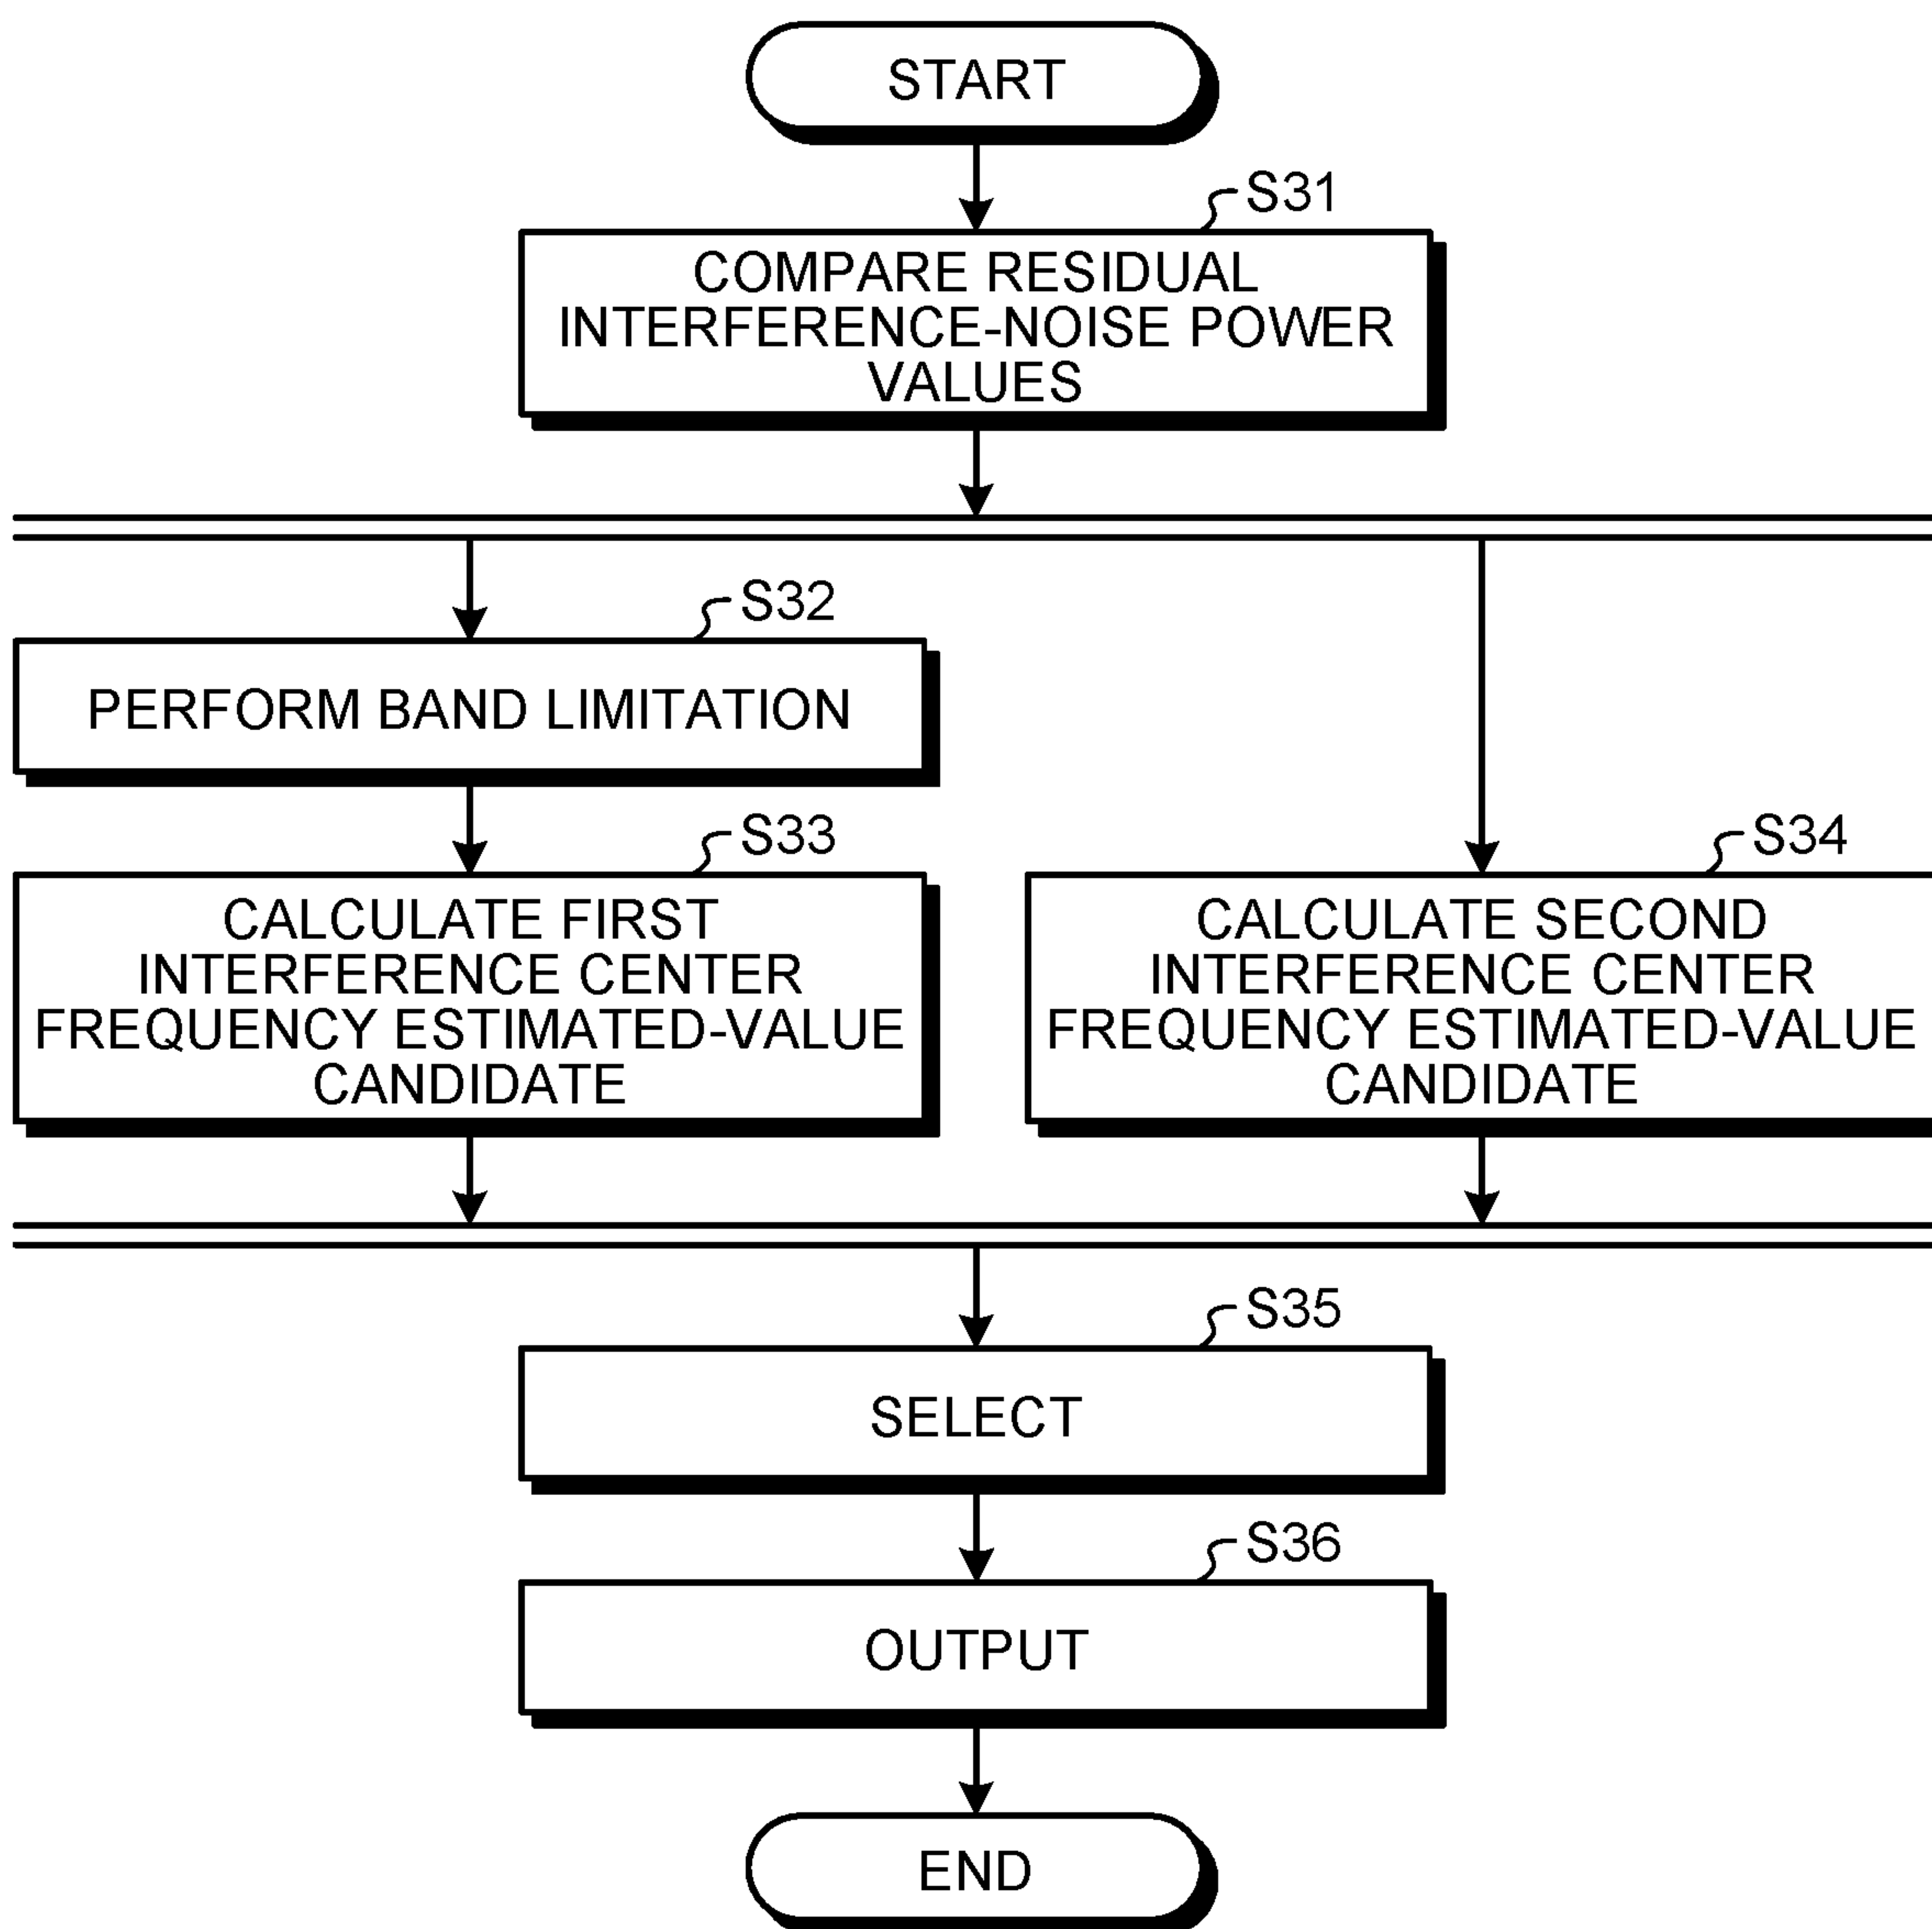 START
S31
COMPARE RESIDUAL
INTERFERENCE-NOISE POWER
VALUES
S32
PERFORM BAND LIMITATION
S33
CALCULATE FIRST
INTERFERENCE CENTER
FREQUENCY ESTIMATED-VALUE
CANDIDATE
S34
CALCULATE SECOND
INTERFERENCE CENTER
FREQUENCY ESTIMATED-VALUE
CANDIDATE
S35
SELECT
S36
OUTPUT
END